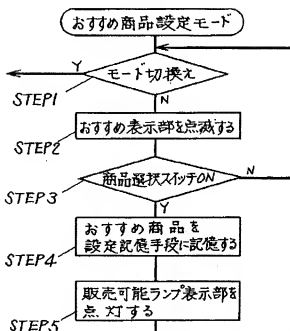 おすすめ商品設定モード
Y
モード切換え
STEP1
N
おすすめ表示部を点滅する
STEP2
商品選択スイッチON
N
STEP3
Y
おすすめ商品を
設定記憶手段に記憶する
STEP4
販売可能ランプ表示部を
点灯する
STEP5